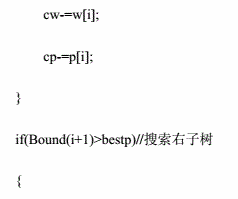 cw-=w[i];
cp-=p[i];
}
if(Bound(i+1)>bestp)//搜索右子树
{